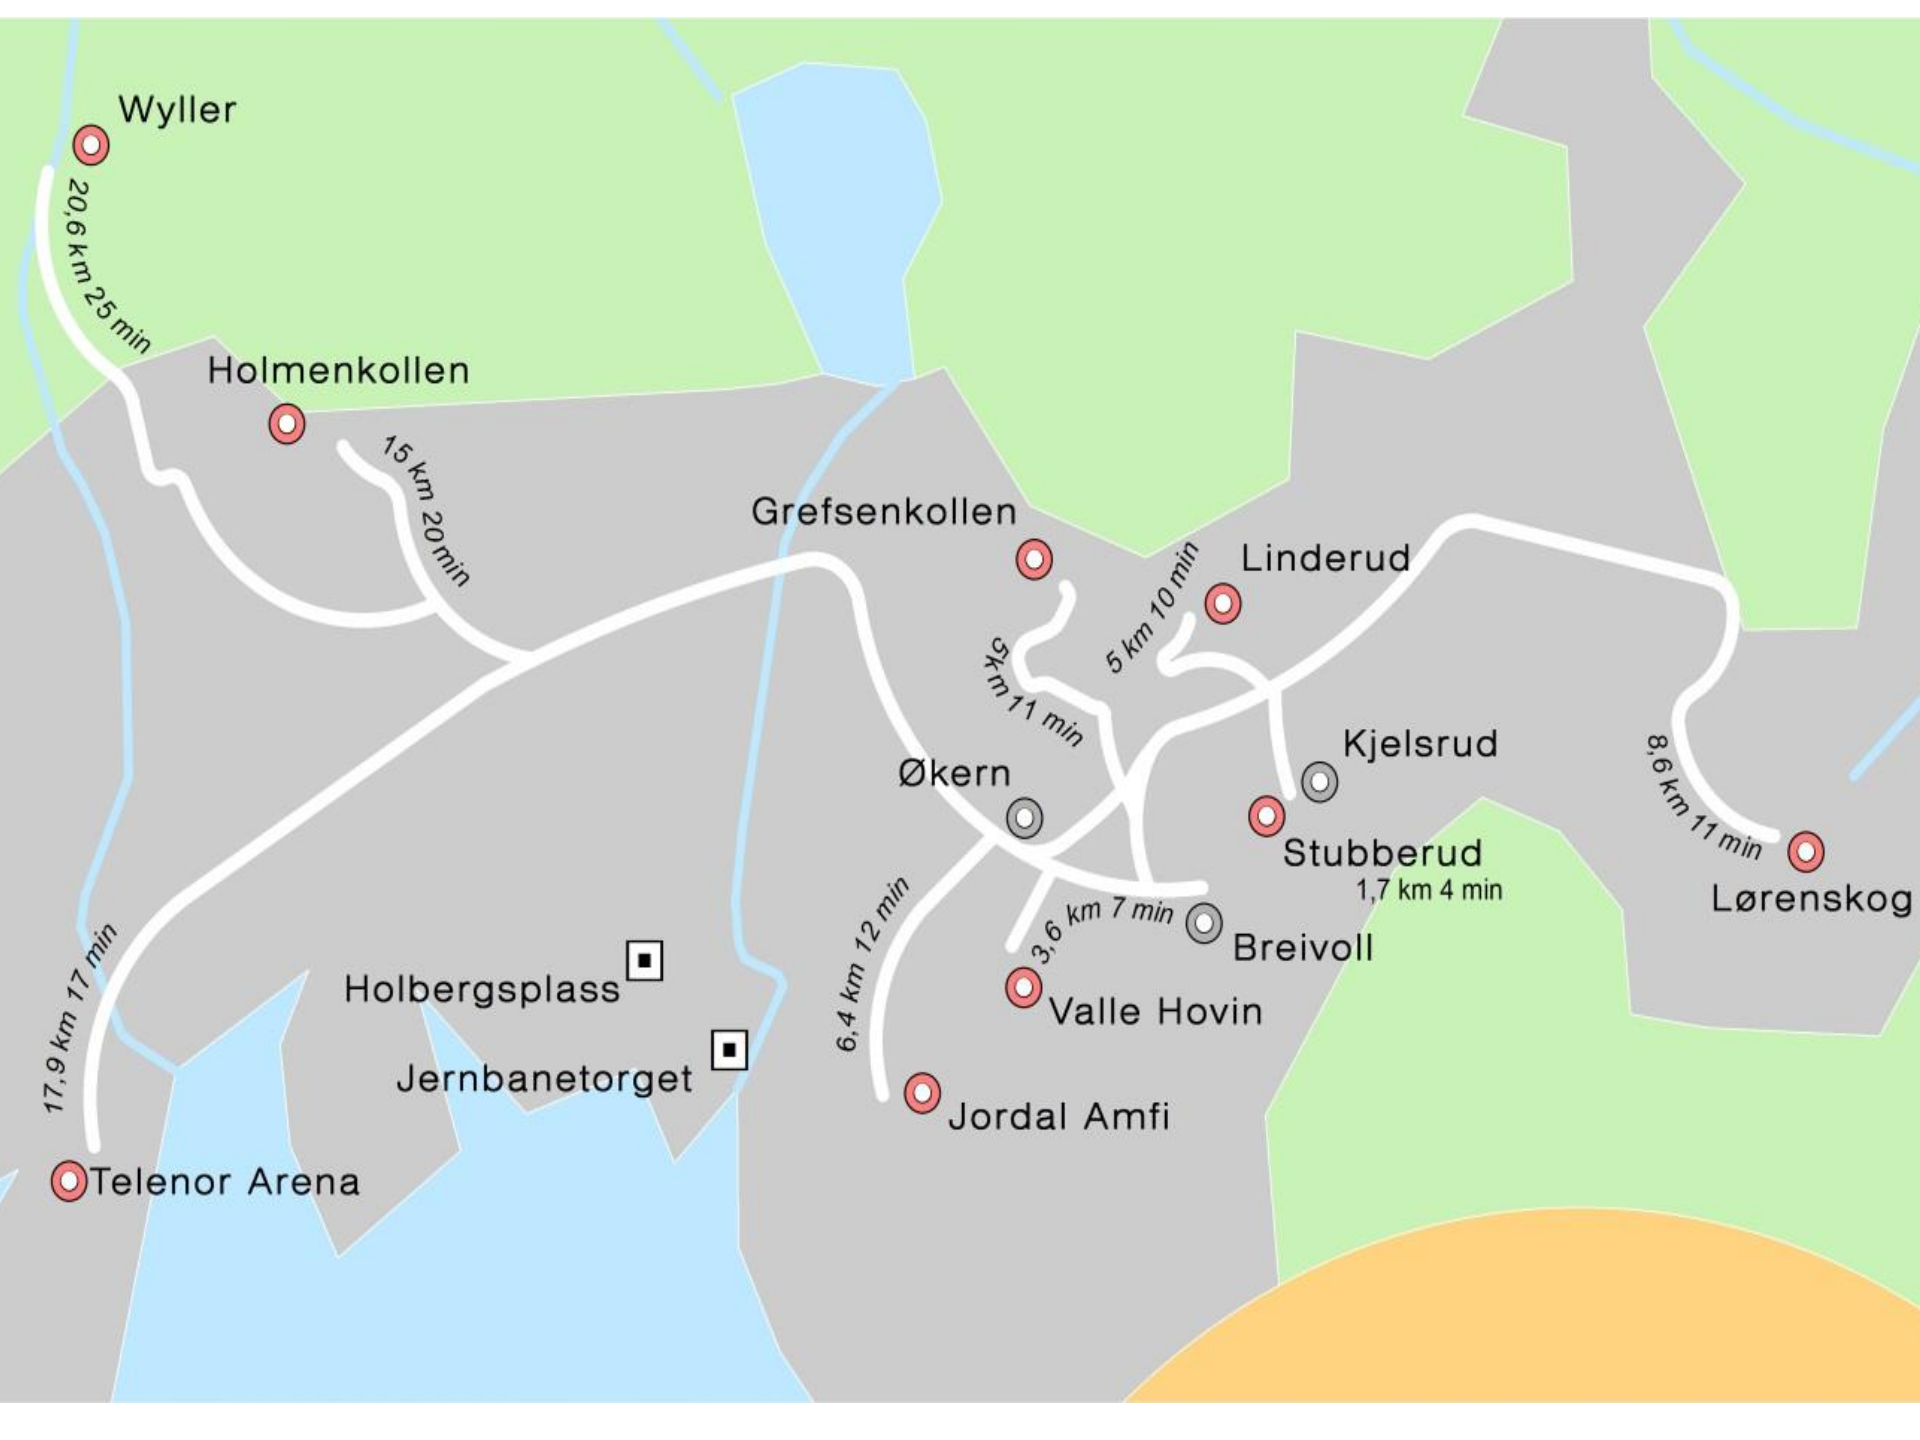 Wyller
20,6 km 25 min
Holmenkollen
15 km 20 min
Grefsenkollen
5km 11 min
5 km 10 min
Linderud
Økern
Kjelsrud
Stubberud
1,7 km 4 min
8,6 km 11 min
Lørenskog
6,4 km 12 min
3,6 km 7 min
Breivoll
Valle Hovin
Holbergsplass
Jernbanetorget
Jordal Amfi
17,9 km 17 min
Telenor Arena